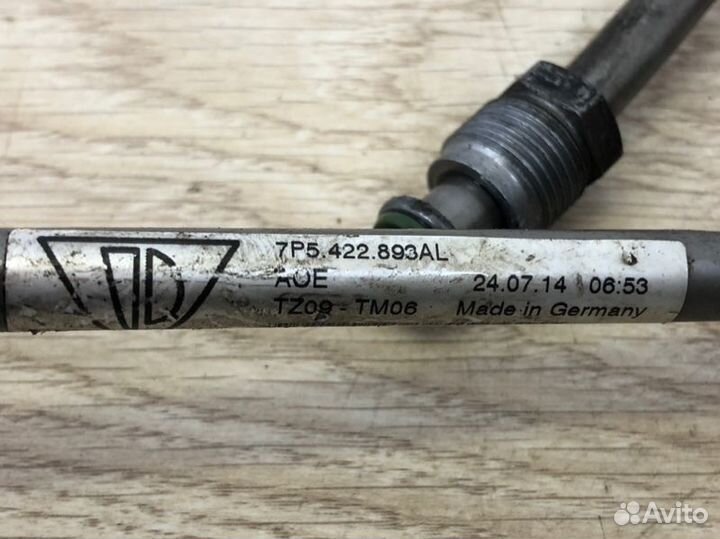 7P5.422.893AL
AOE 24.07.14 06:53
TZ09 - TM06 Made in Germany
Avito